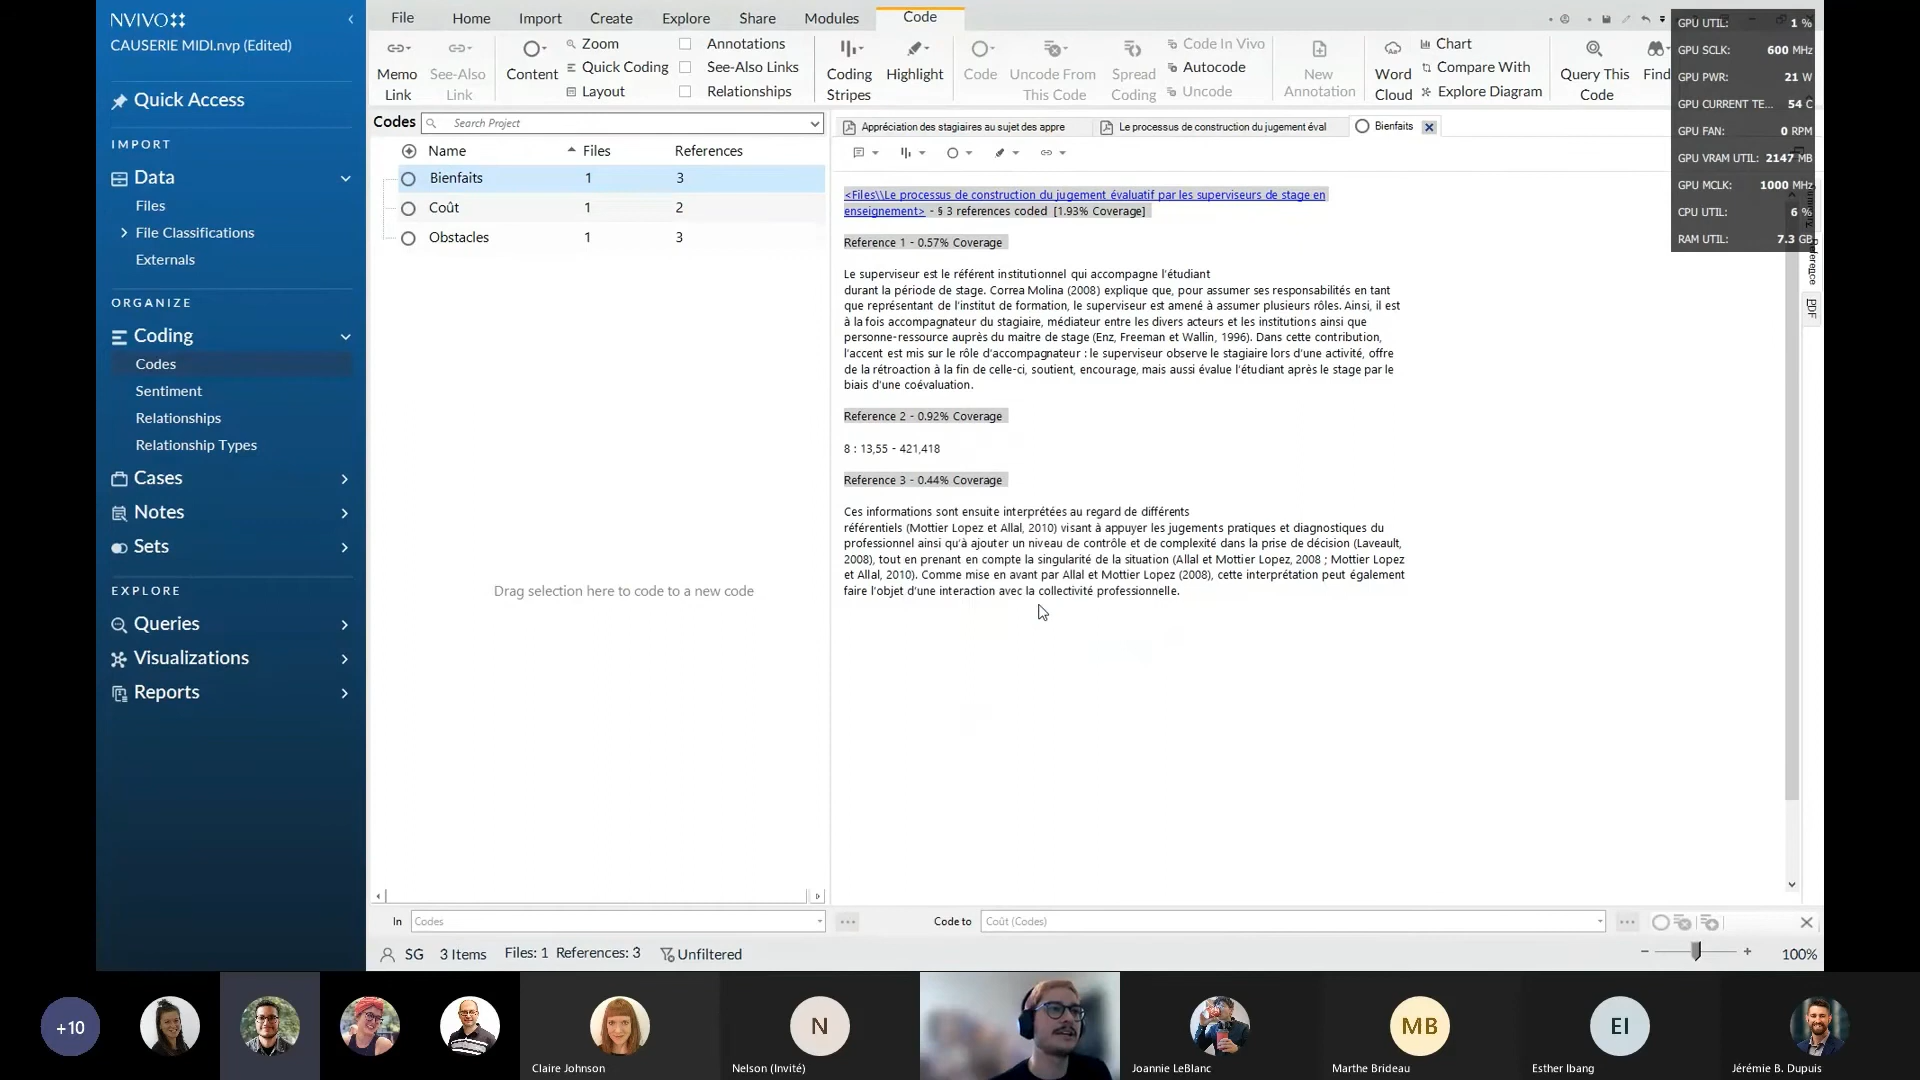 NVIVO
CAUSERIE MIDI.nvp (Edited)
Quick Access
IMPORT
Data
Files
File Classifications
Externals
ORGANIZE
Coding
Codes
Sentiment
Relationships
Relationship Types
Cases
Notes
Sets
EXPLORE
Queries
Visualizations
Reports
File Home Import Create Explore Share Modules Code
Memo Link
See-Also Link
Content
Zoom
Quick Coding
Layout
Annotations
See-Also Links
Relationships
Coding Stripes
Highlight
Code
Uncode From This Code
Spread Coding
Code In Vivo
Autocode
Uncode
New Annotation
Word Cloud
Chart
Compare With
Explore Diagram
Query This Code
Find
GPU UTIL: 1 %
GPU SCLK: 600 MHz
GPU PWR: 21 W
GPU CURRENT TE... 54 C
GPU FAN: 0 RPM
GPU VRAM UTIL: 2147 MB
GPU MCLK: 1000 MHz
CPU UTIL: 6 %
RAM UTIL: 7.3 GB
Codes Search Project
Name Files References
Bienfaits 1 3
Coût 1 2
Obstacles 1 3
Drag selection here to code to a new code
Appréciation des stagiaires au sujet des appre
Le processus de construction du jugement éval
Bienfaits
<Files\\Le processus de construction du jugement évaluatif par les superviseurs de stage en
enseignement> - § 3 references coded [1.93% Coverage]
Reference 1 - 0.57% Coverage
Le superviseur est le référent institutionnel qui accompagne l'étudiant
durant la période de stage. Correa Molina (2008) explique que, pour assumer ses responsabilités en tant
que représentant de l'institut de formation, le superviseur est amené à assumer plusieurs rôles. Ainsi, il est
à la fois accompagnateur du stagiaire, médiateur entre les divers acteurs et les institutions ainsi que
personne-ressource auprès du maitre de stage (Enz, Freeman et Wallin, 1996). Dans cette contribution,
l'accent est mis sur le rôle d'accompagnateur : le superviseur observe le stagiaire lors d'une activité, offre
de la rétroaction à la fin de celle-ci, soutient, encourage, mais aussi évalue l'étudiant après le stage par le
biais d'une coévaluation.
Reference 2 - 0.92% Coverage
8 : 13,55 - 421,418
Reference 3 - 0.44% Coverage
Ces informations sont ensuite interprétées au regard de différents
référentiels (Mottier Lopez et Allal, 2010) visant à appuyer les jugements pratiques et diagnostiques du
professionnel ainsi qu'à ajouter un niveau de contrôle et de complexité dans la prise de décision (Laveault,
2008), tout en prenant en compte la singularité de la situation (Allal et Mottier Lopez, 2008 ; Mottier Lopez
et Allal, 2010). Comme mise en avant par Allal et Mottier Lopez (2008), cette interprétation peut également
faire l'objet d'une interaction avec la collectivité professionnelle.
Reference
PDF
In Codes
Code to Coût (Codes)
SG 3 Items Files: 1 References: 3 Unfiltered
100%
+10
Claire Johnson
N
Nelson (Invité)
Joannie LeBlanc
MB
Marthe Brideau
EI
Esther Ibang
Jérémie B. Dupuis